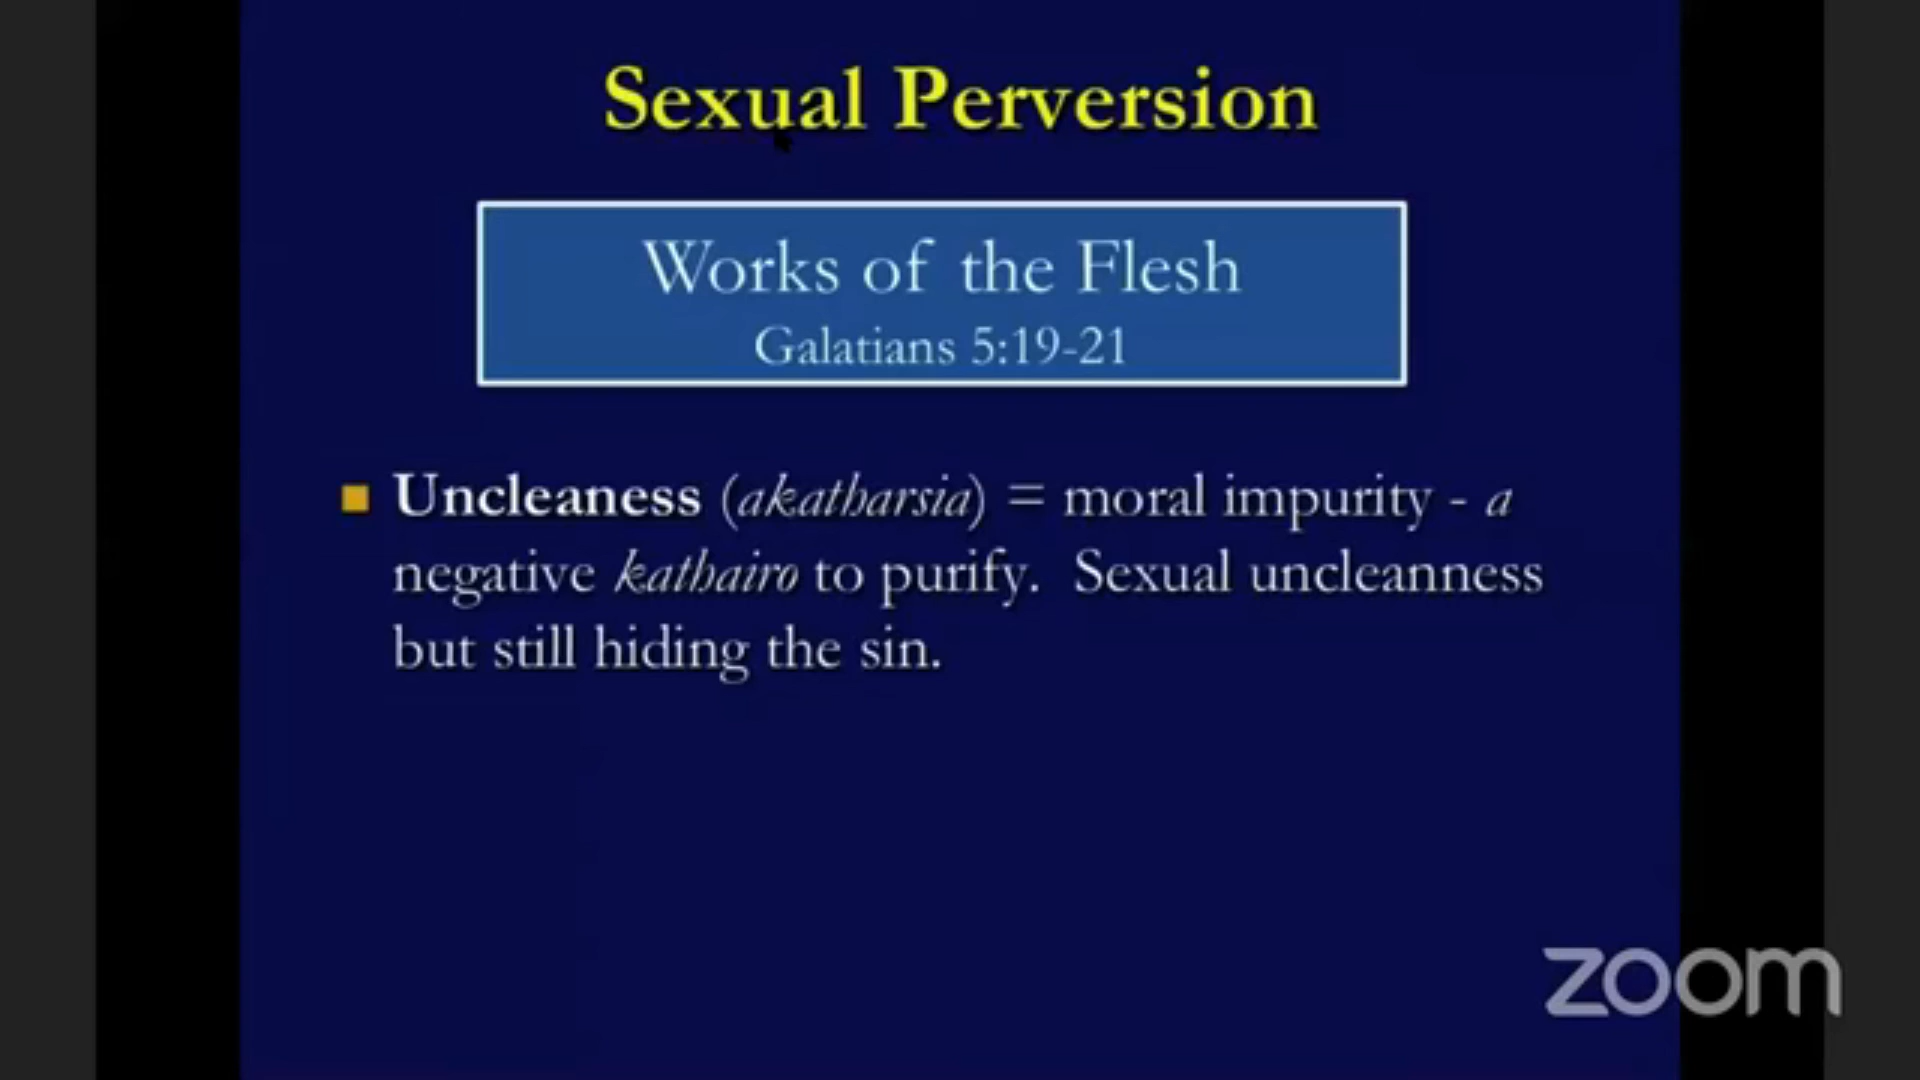 Sexual Perversion
Works of the Flesh
Galatians 5:19-21
Uncleaness (akatharsia) = moral impurity - a
negative kathairo to purify. Sexual uncleanness
but still hiding the sin.
zoom